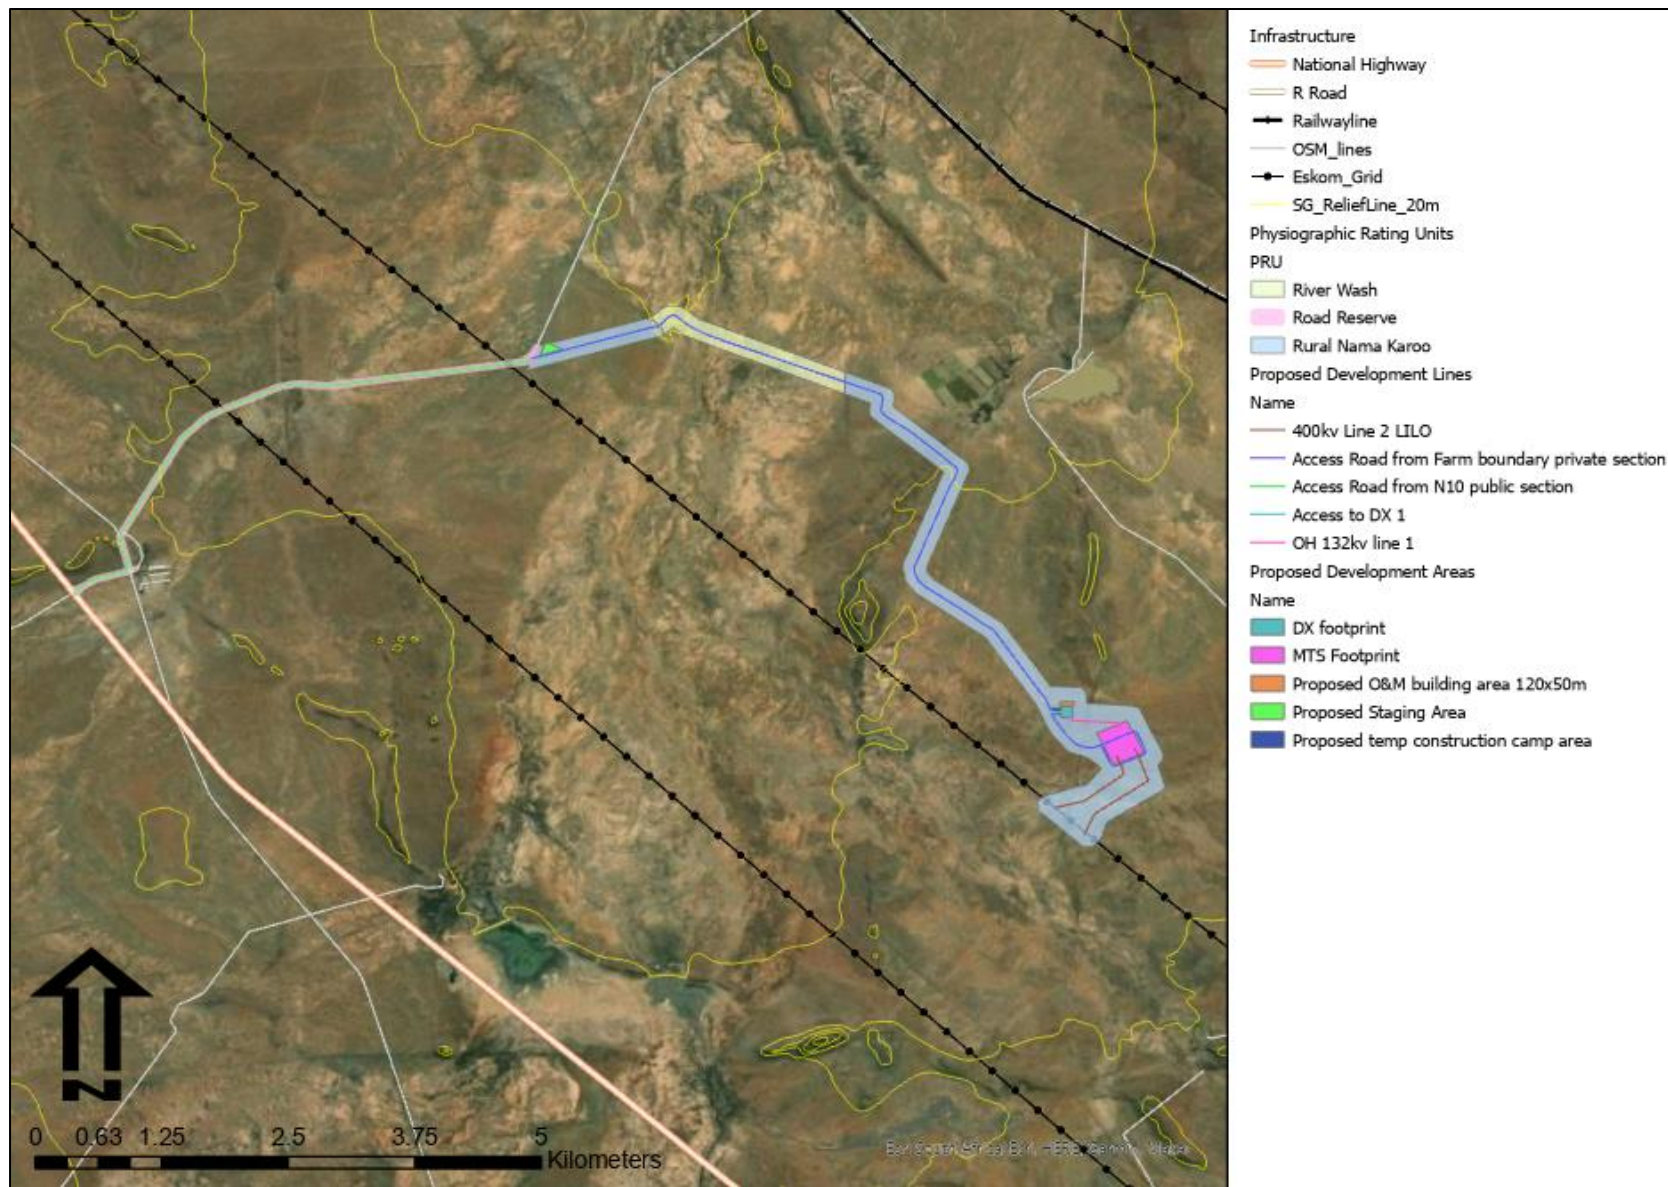 Infrastructure
National Highway
R Road
Railwayline
OSM_lines
Eskom_Grid
SG_ReliefLine_20m
Physiographic Rating Units
PRU
River Wash
Road Reserve
Rural Nama Karoo
Proposed Development Lines
Name
400kv Line 2 LILO
Access Road from Farm boundary private section
Access Road from N10 public section
Access to DX 1
OH 132kv line 1
Proposed Development Areas
Name
DX footprint
MTS Footprint
Proposed O&M building area 120x50m
Proposed Staging Area
Proposed temp construction camp area
N
0 0.63 1.25 2.5 3.75 5
Kilometers